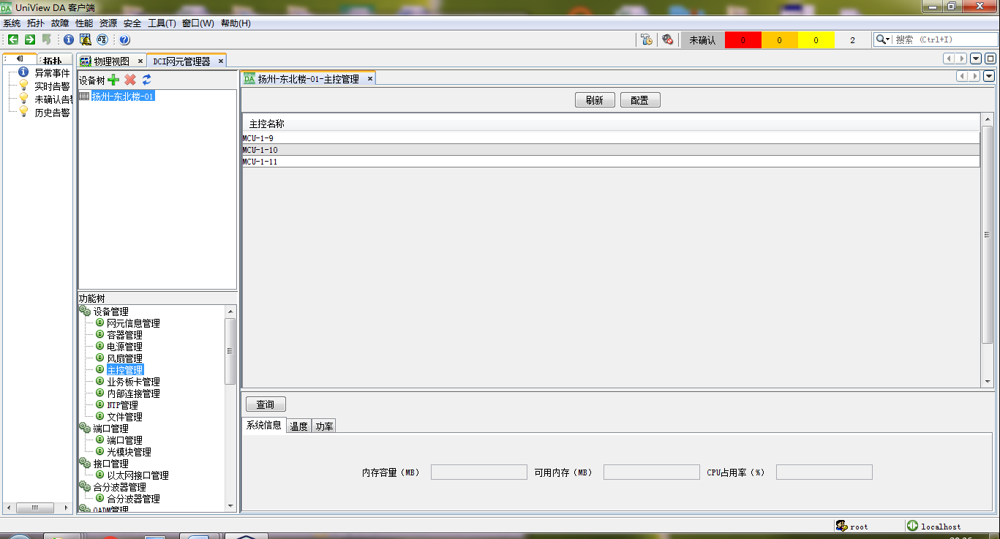 DA UniView DA 客户端
系统 拓扑 故障 性能 资源 安全 工具(T) 窗口(W) 帮助(H)
未确认 0 0 0 2 搜索 (Ctrl+I)
拓扑
异常事件
实时告警
未确认告
历史告警
物理视图 DCI网元管理器
设备树
扬州-东北楼-01
功能树
设备管理
网元信息管理
容器管理
电源管理
风扇管理
主控管理
业务板卡管理
内部连接管理
NTP管理
文件管理
端口管理
端口管理
光模块管理
接口管理
以太网接口管理
合分波器管理
合分波器管理
OADM管理
DA 扬州-东北楼-01-主控管理
刷新 配置
主控名称
MCU-1-9
MCU-1-10
MCU-1-11
查询
系统信息 温度 功率
内存容量（MB） 可用内存（MB） CPU占用率（%）
root localhost